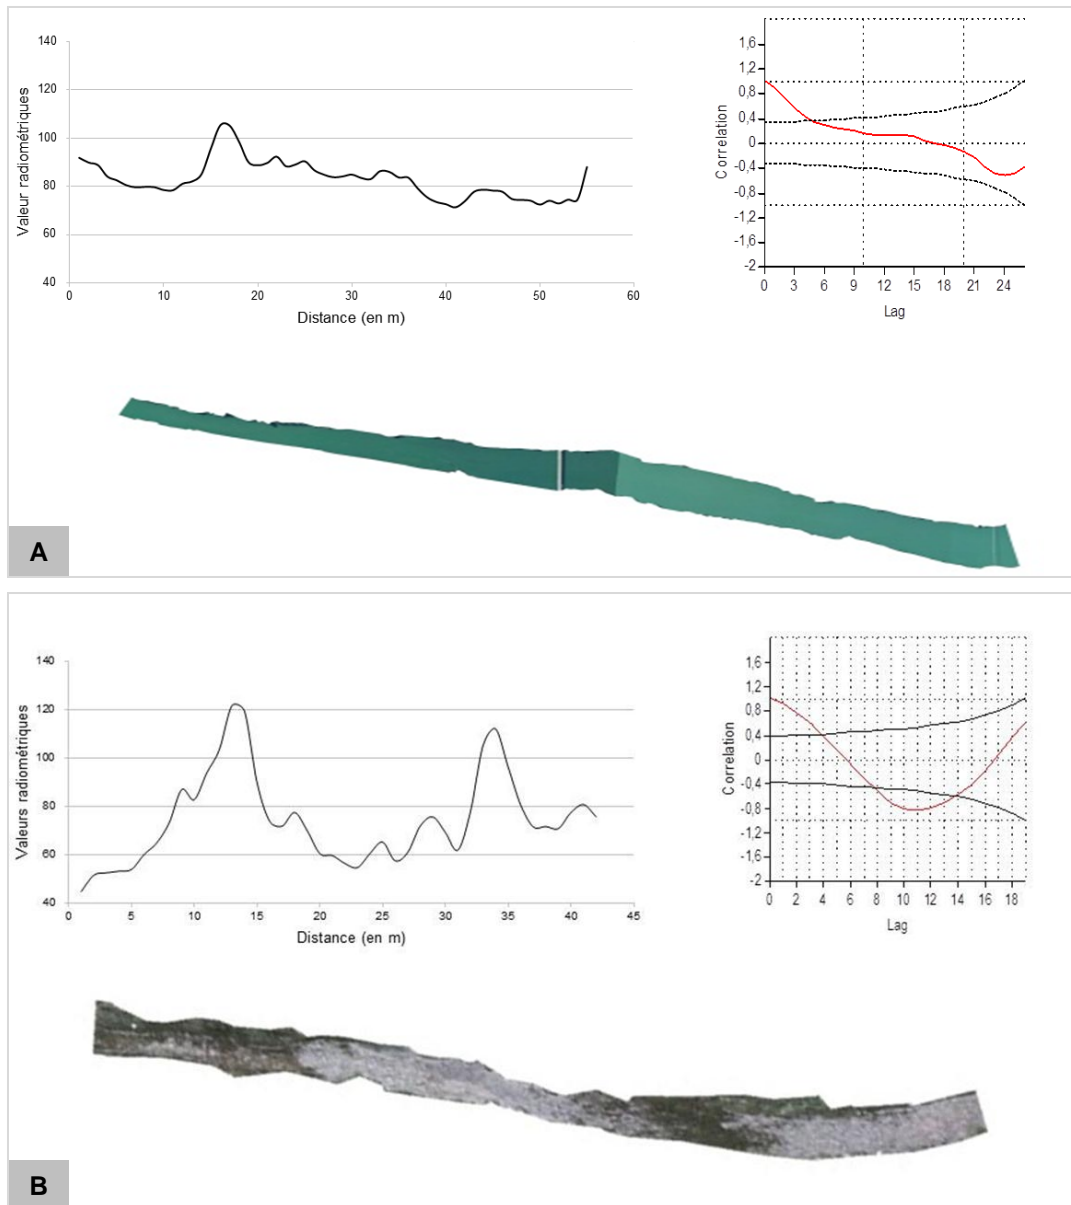 140
120
100
80
60
40
Valeur radiométriques
0 10 20 30 40 50 60
Distance (en m)
1,6
1,2
0,8
0,4
0
-0,4
-0,8
-1,2
-1,6
-2
Correlation
0 3 6 9 12 15 18 21 24
Lag
A
140
120
100
80
60
40
Valeurs radiométriques
0 5 10 15 20 25 30 35 40 45
Distance (en m)
1,6
1,2
0,8
0,4
0
-0,4
-0,8
-1,2
-1,6
-2
Correlation
0 2 4 6 8 10 12 14 16 18
Lag
B